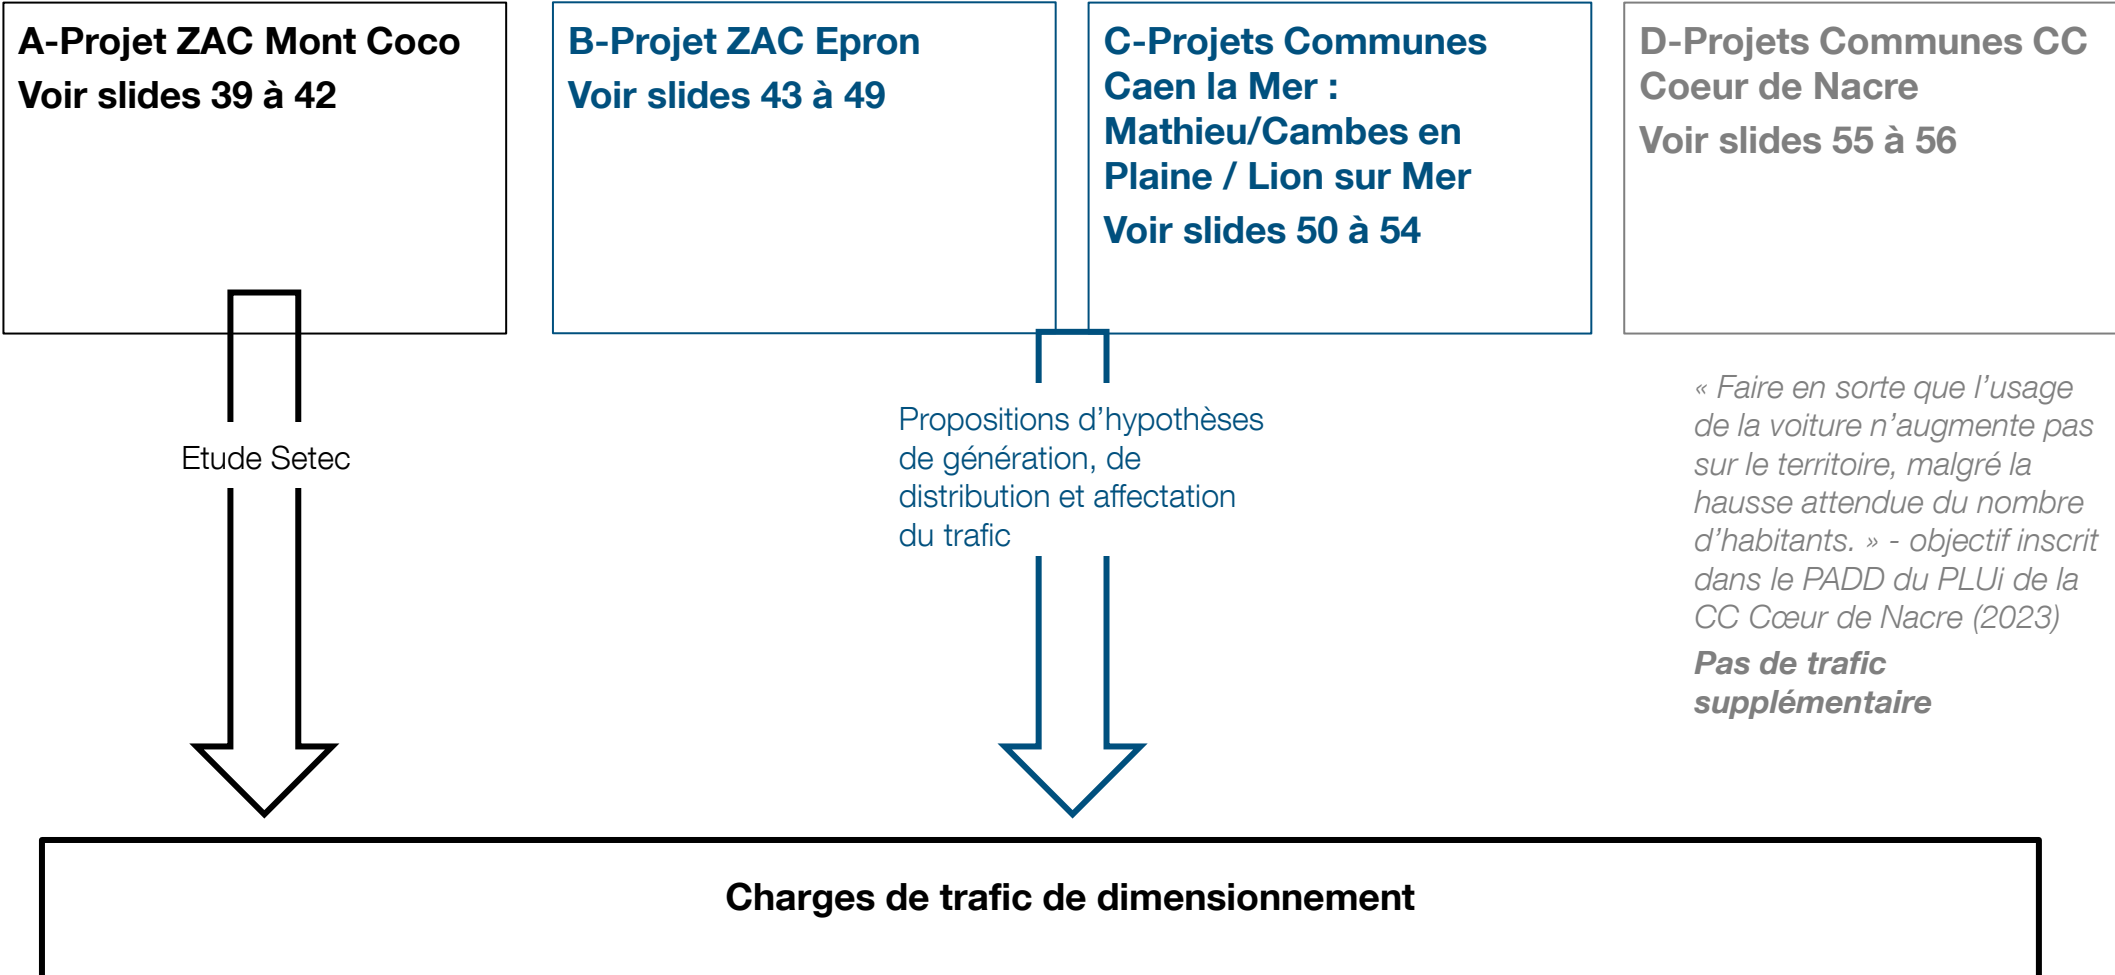 A-Projet ZAC Mont Coco
Voir slides 39 à 42
B-Projet ZAC Epron
Voir slides 43 à 49
C-Projets Communes
Caen la Mer :
Mathieu/Cambes en
Plaine / Lion sur Mer
Voir slides 50 à 54
D-Projets Communes CC
Coeur de Nacre
Voir slides 55 à 56
Etude Setec
Propositions d’hypothèses
de génération, de
distribution et affectation
du trafic
« Faire en sorte que l’usage
de la voiture n’augmente pas
sur le territoire, malgré la
hausse attendue du nombre
d’habitants. » - objectif inscrit
dans le PADD du PLUi de la
CC Cœur de Nacre (2023)
Pas de trafic
supplémentaire
Charges de trafic de dimensionnement